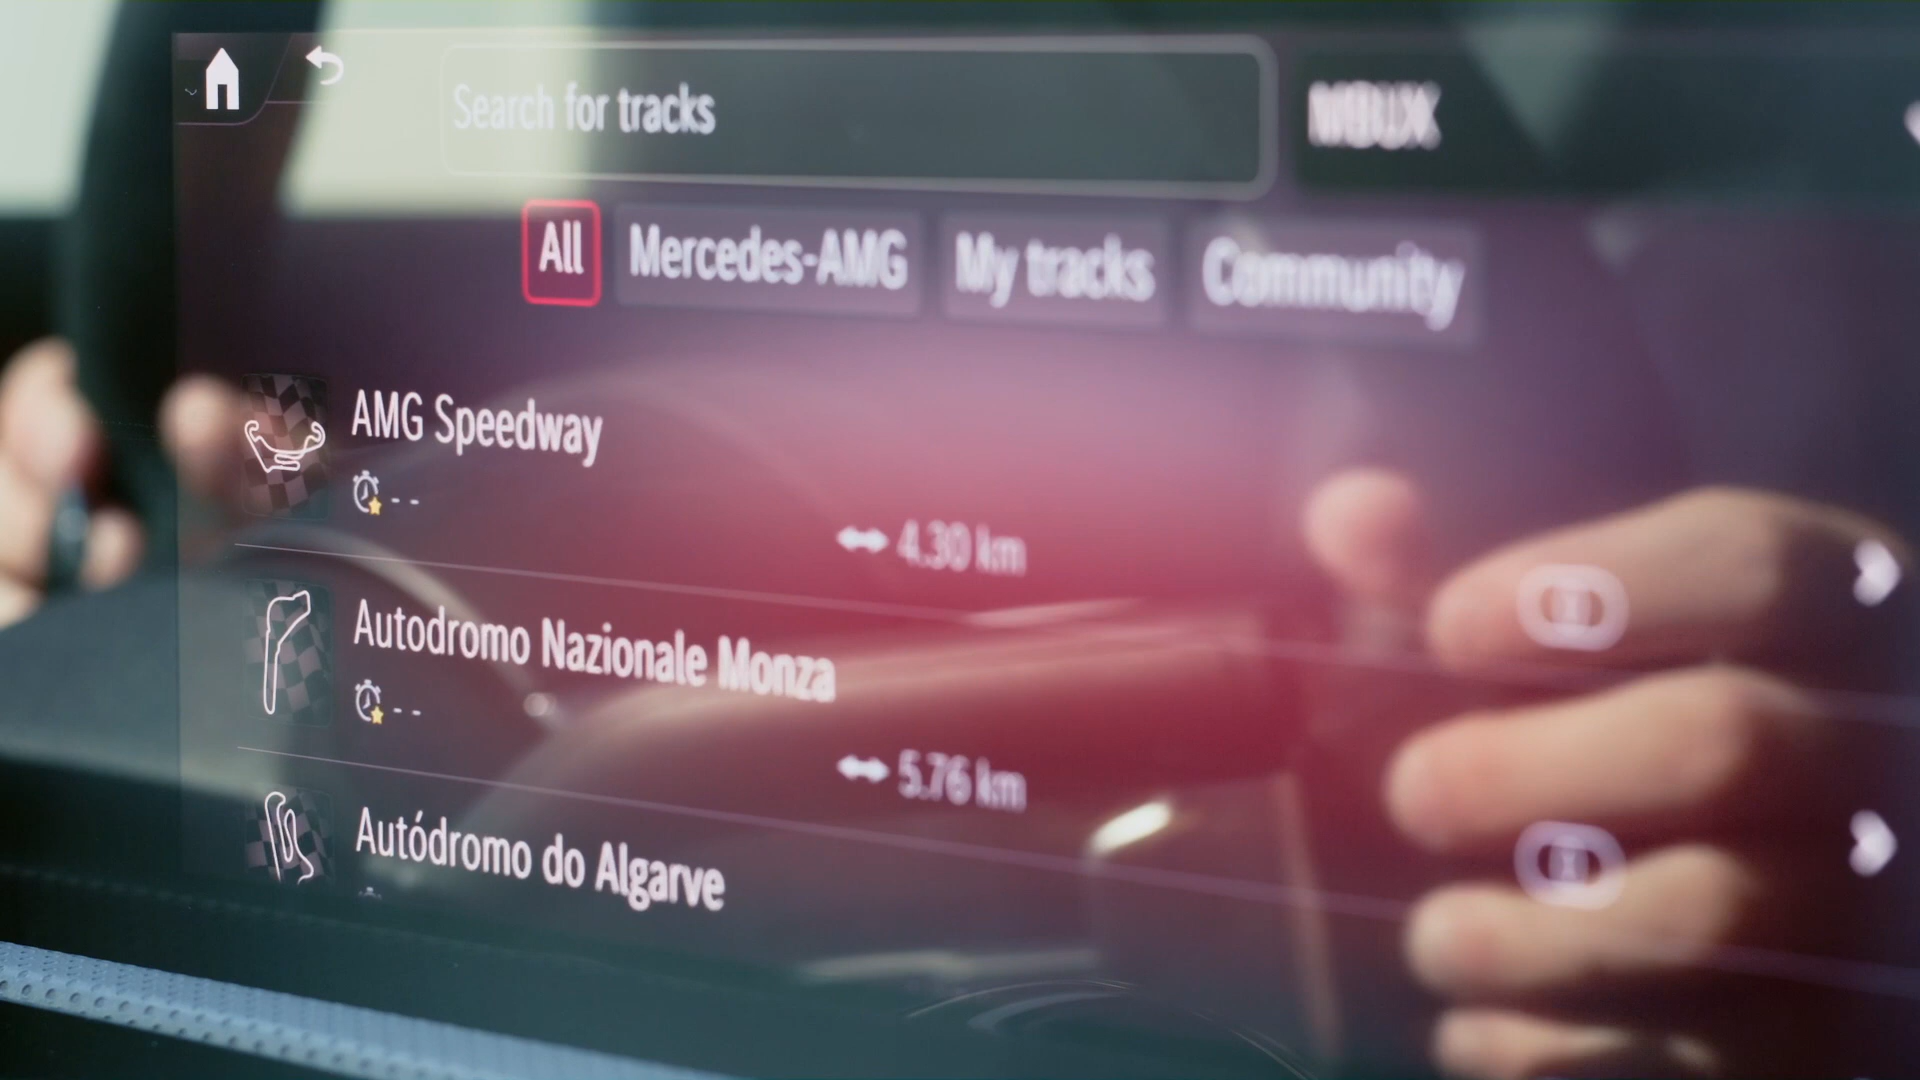 Search for tracks
MBUX
All
Mercedes-AMG
My tracks
Community
AMG Speedway
--
4.30 km
Autodromo Nazionale Monza
--
5.76 km
Autódromo do Algarve